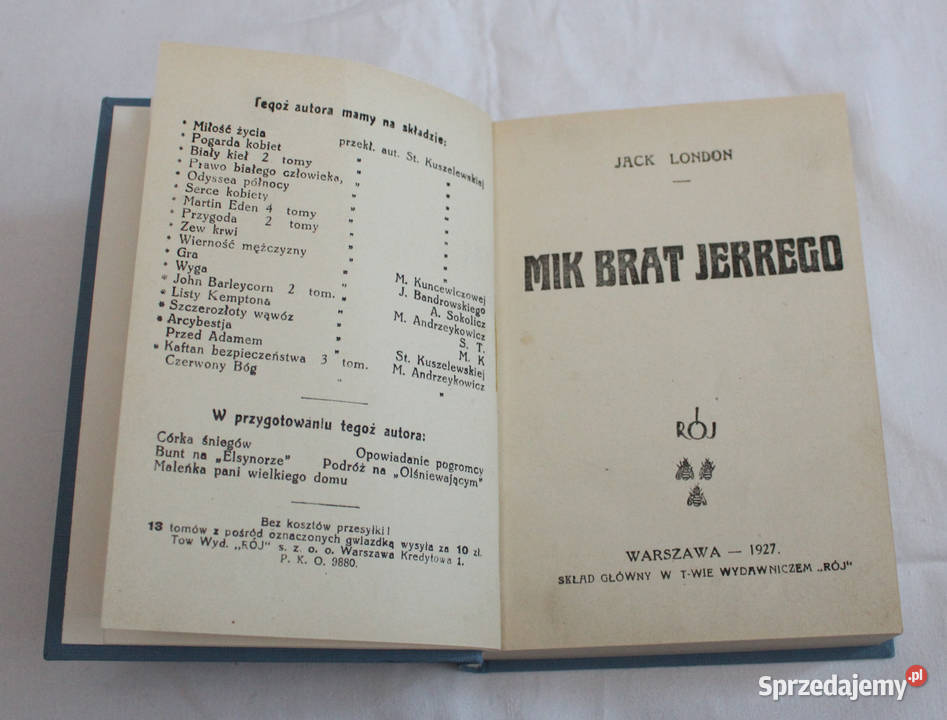 Tegoż autora mamy na składzie:
* Miłość życia przekł. aut. St. Kuszelewskiej
* Pogarda kobiet " "
* Biały kieł 2 tomy " "
* Prawo białego człowieka, " "
* Odyssea północy " "
* Serce kobiety " "
* Martin Eden 4 tomy " "
* Przygoda 2 tomy " "
* Zew krwi " "
* Wierność mężczyzny " "
* Gra " M. Kuncewiczowej
* Wyga " J. Bandrowskiego
* John Barleycorn 2 tom. " A. Sokolicz
* Listy Kemptona " M. Andrzeykowicz
* Szczerozłoty wąwóz " S. T.
* Arcybestja " M. K
Przed Adamem " St. Kuszelewskiej
* Kaftan bezpieczeństwa 3 tom. M. Andrzeykowicz
Czerwony Bóg " "
W przygotowaniu tegoż autora:
Córka śniegów Opowiadanie pogromcy
Bunt na „Elsynorze" Podróż na „Olśniewającym"
Maleńka pani wielkiego domu
Bez kosztów przesyłki!
13 tomów z pośród oznaczonych gwiazdką wysyła za 10 zł.
Tow Wyd. „RÓJ" s. z o. o. Warszawa Kredytowa 1.
P. K. O. 9880.
JACK LONDON
MIK BRAT JERREGO
RÓJ
WARSZAWA — 1927.
SKŁAD GŁÓWNY W T-WIE WYDAWNICZEM „RÓJ"
Sprzedajemy.pl